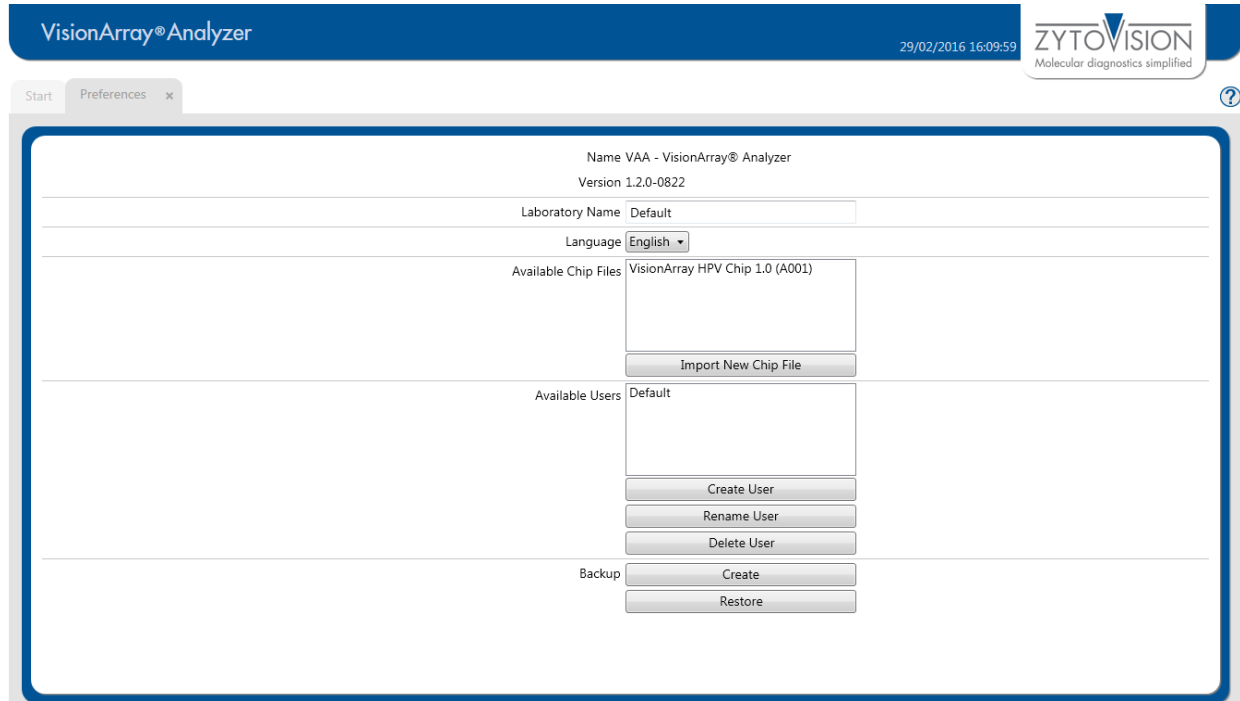 VisionArray®Analyzer
29/02/2016 16:09:59
ZYTOVISION
Molecular diagnostics simplified
Start Preferences ×
?
Name VAA - VisionArray® Analyzer
Version 1.2.0-0822
Laboratory Name Default
Language English
Available Chip Files VisionArray HPV Chip 1.0 (A001)
Import New Chip File
Available Users Default
Create User
Rename User
Delete User
Backup Create
Restore